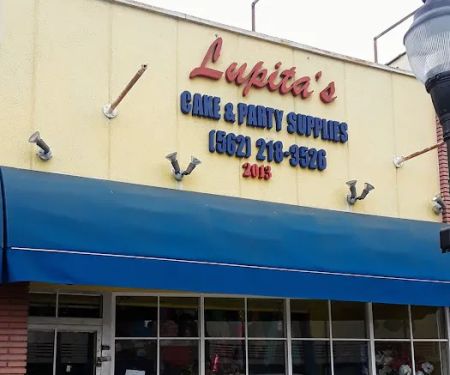 Lupita's
CAKE & PARTY SUPPLIES
(562) 218-3526
2013